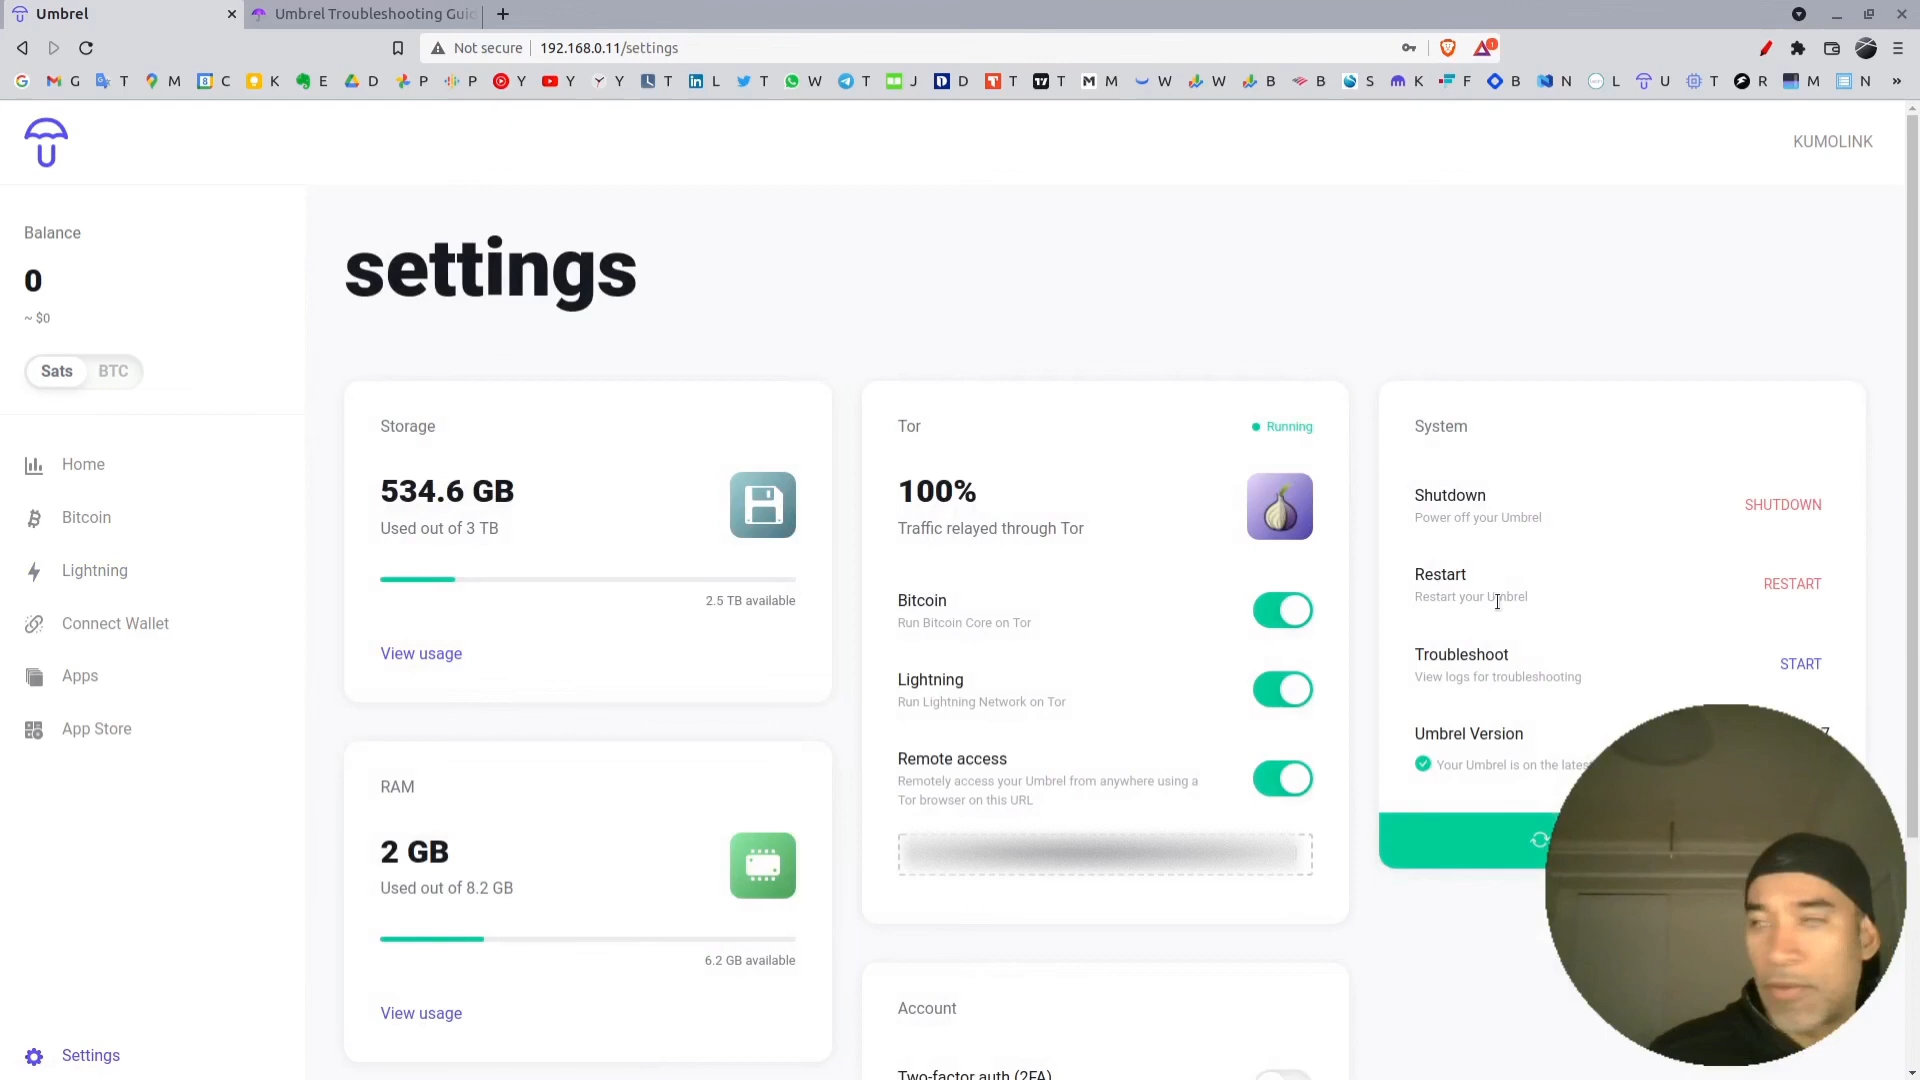 Umbrel
Umbrel Troubleshooting Guid
Not secure
192.168.0.11/settings
1
G G T M C K E D P P Y Y Y T L T W T J D T T M W W B B S K F B N L U T R M N »
KUMOLINK
Balance
0
~ $0
Sats BTC
Home
Bitcoin
Lightning
Connect Wallet
Apps
App Store
Settings
settings
Storage
534.6 GB
Used out of 3 TB
2.5 TB available
View usage
RAM
2 GB
Used out of 8.2 GB
6.2 GB available
View usage
Tor
Running
100%
Traffic relayed through Tor
Bitcoin
Run Bitcoin Core on Tor
Lightning
Run Lightning Network on Tor
Remote access
Remotely access your Umbrel from anywhere using a
Tor browser on this URL
Account
Two-factor auth (2FA)
System
Shutdown
Power off your Umbrel
SHUTDOWN
Restart
Restart your Umbrel
RESTART
Troubleshoot
View logs for troubleshooting
START
Umbrel Version
7
Your Umbrel is on the lates